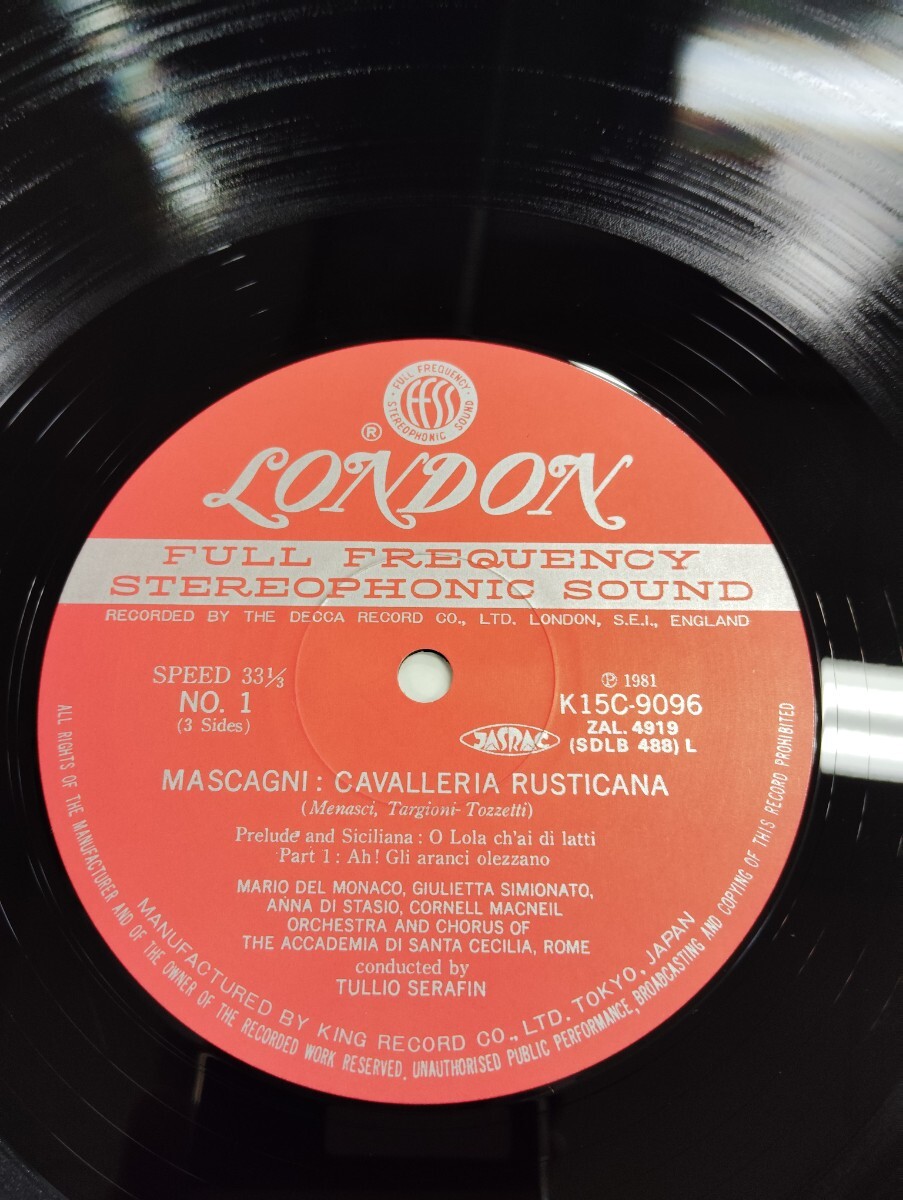 FULL FREQUENCY
FFSS
STEREOPHONIC SOUND
®
LONDON
FULL FREQUENCY
STEREOPHONIC SOUND
RECORDED BY THE DECCA RECORD CO., LTD. LONDON, S.E.I., ENGLAND
SPEED 33⅓
NO. 1
(3 Sides)
℗ 1981
K15C-9096
ZAL. 4919
(SDLB 488) L
JASRAC
MASCAGNI : CAVALLERIA RUSTICANA
(Menasci, Targioni-Tozzetti)
Prelude and Siciliana : O Lola ch'ai di latti
Part 1 : Ah! Gli aranci olezzano
MARIO DEL MONACO, GIULIETTA SIMIONATO,
ANNA DI STASIO, CORNELL MACNEIL
ORCHESTRA AND CHORUS OF
THE ACCADEMIA DI SANTA CECILIA, ROME
conducted by
TULLIO SERAFIN
MANUFACTURED BY KING RECORD CO., LTD. TOKYO, JAPAN
ALL RIGHTS OF THE MANUFACTURER AND OF THE OWNER OF THE RECORDED WORK RESERVED. UNAUTHORISED PUBLIC PERFORMANCE, BROADCASTING AND COPYING OF THIS RECORD PROHIBITED